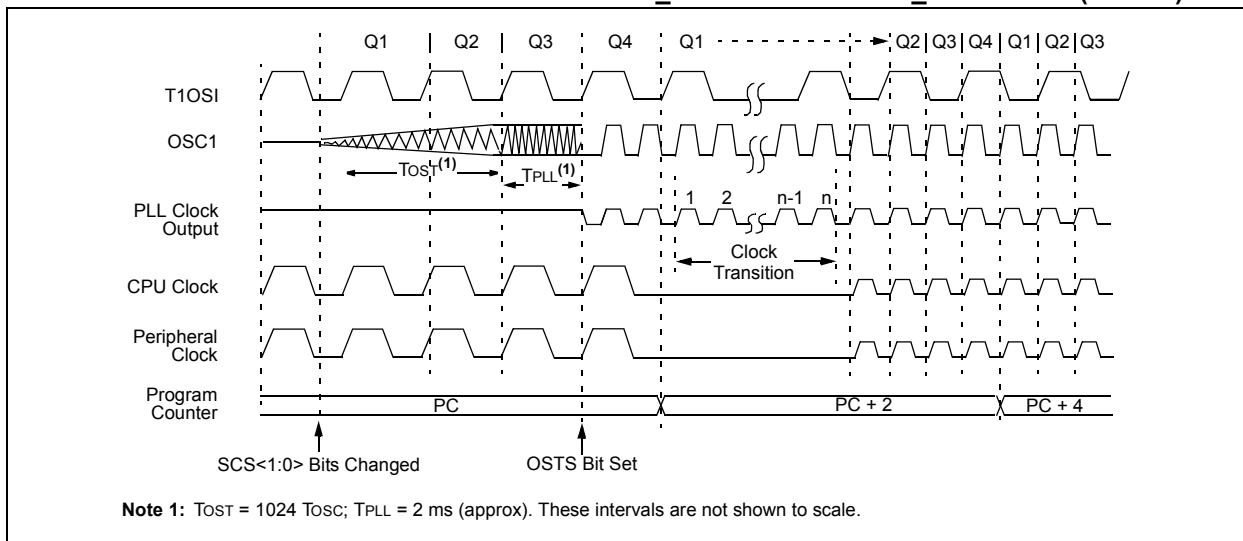 Q1 Q2 Q3 Q4 Q1 Q2 Q3 Q4 Q1 Q2 Q3
T1OSI
OSC1
TOST(1) TPLL(1)
PLL Clock
Output
1 2 n-1 n
Clock
Transition
CPU Clock
Peripheral
Clock
Program
Counter
PC PC + 2 PC + 4
SCS<1:0> Bits Changed OSTS Bit Set
Note 1: TOST = 1024 TOSC; TPLL = 2 ms (approx). These intervals are not shown to scale.